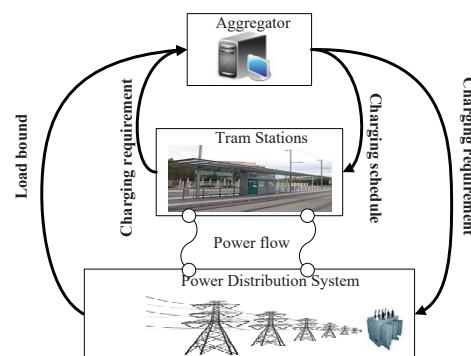 Aggregator
Load bound
Charging requirement
Charging schedule
Charging requirement
Tram Stations
Power flow
Power Distribution System